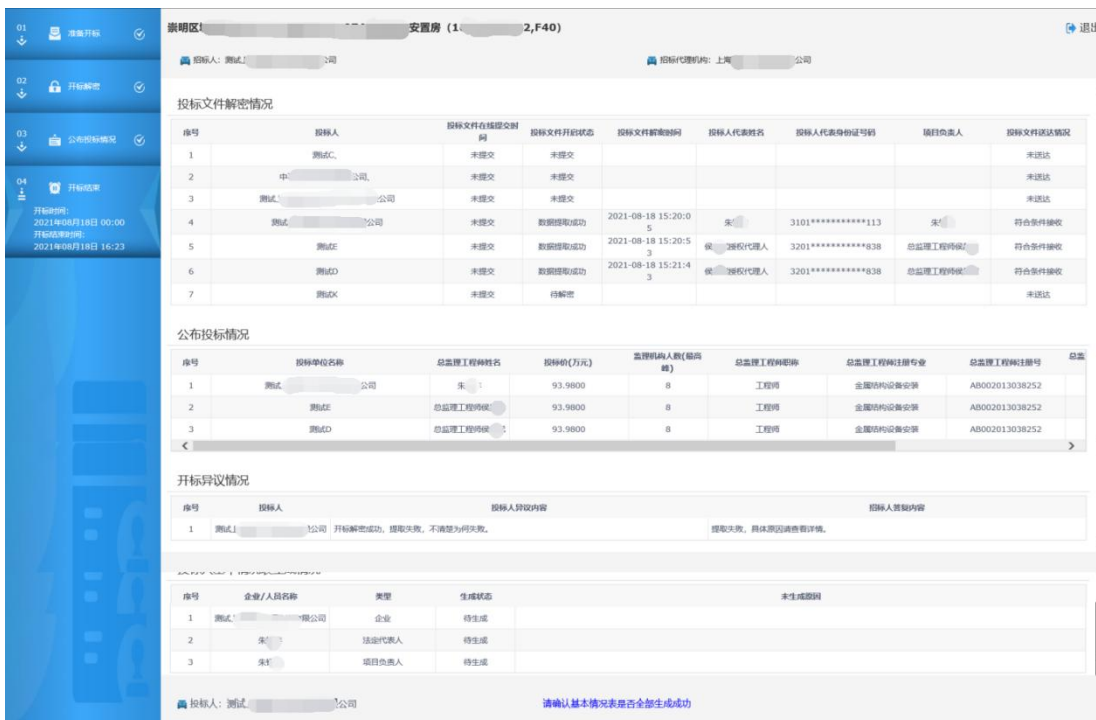 01 准备开标
02 开标解密
03 公布投标情况
04 开标结束
开标时间:
2021年08月18日 00:00
开标结束时间:
2021年08月18日 16:23
崇明区 安置房（1 2,F40）
退出
招标人：测试 公司 招标代理机构：上海 公司
投标文件解密情况
序号 投标人 投标文件在线提交时间 投标文件开启状态 投标文件解密时间 投标人代表姓名 投标人代表身份证号码 项目负责人 投标文件送达情况
1 测试C, 未提交 未提交 未送达
2 中 公司, 未提交 未提交 未送达
3 测试 公司 未提交 未提交 未送达
4 测试 公司 未提交 数据提取成功 2021-08-18 15:20:05 朱 3101***********113 朱 符合条件接收
5 测试E 未提交 数据提取成功 2021-08-18 15:20:53 侯 授权代理人 3201***********838 总监理工程师侯 符合条件接收
6 测试D 未提交 数据提取成功 2021-08-18 15:21:43 侯 授权代理人 3201***********838 总监理工程师侯 符合条件接收
7 测试K 未提交 待解密 未送达
公布投标情况
序号 投标单位名称 总监理工程师姓名 投标价(万元) 监理机构人数(最高峰) 总监理工程师职称 总监理工程师注册专业 总监理工程师注册号 总监
1 测试 公司 朱 93.9800 8 工程师 金属结构设备安装 AB002013038252
2 测试E 总监理工程师侯 93.9800 8 工程师 金属结构设备安装 AB002013038252
3 测试D 总监理工程师侯 93.9800 8 工程师 金属结构设备安装 AB002013038252
开标异议情况
序号 投标人 投标人异议内容 招标人答复内容
1 测试 公司 开标解密成功，提取失败，不清楚为何失败。 提取失败，具体原因请查看详情。
序号 企业/人员名称 类型 生成状态 未生成原因
1 测试 有限公司 企业 待生成
2 朱 法定代表人 待生成
3 朱 项目负责人 待生成
投标人：测试 公司 请确认基本情况表是否全部生成成功